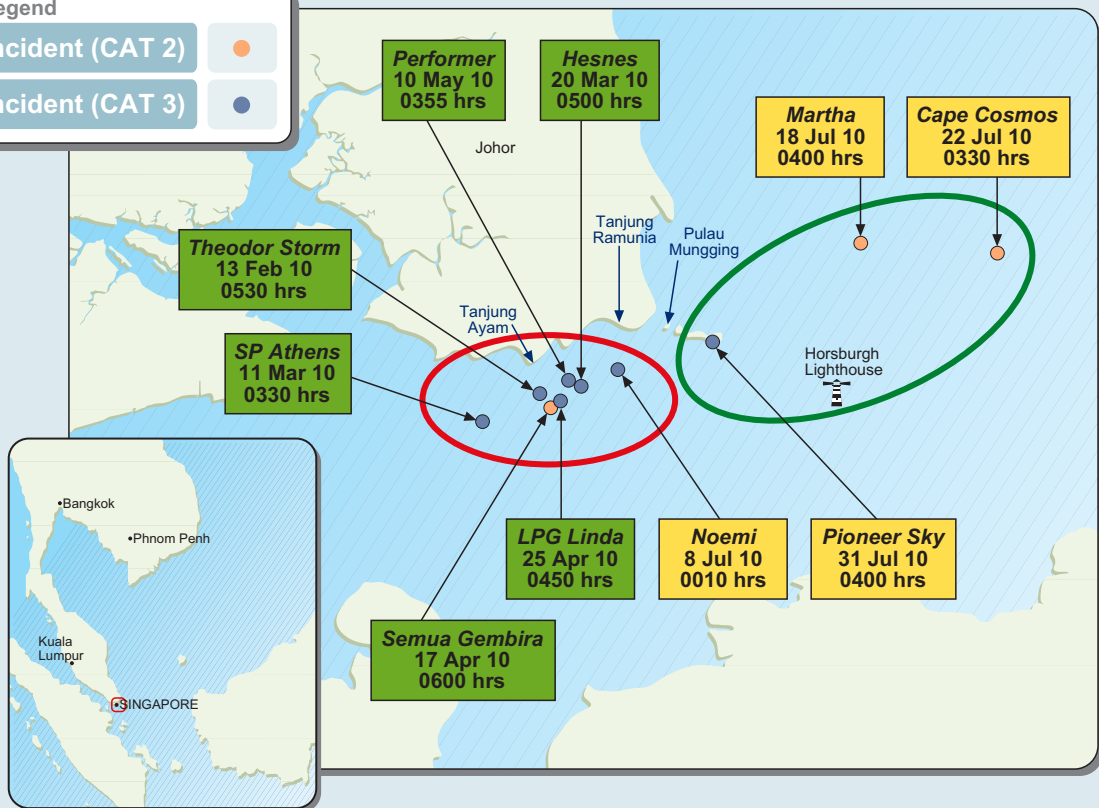 egend
ncident (CAT 2)
ncident (CAT 3)
Performer
10 May 10
0355 hrs
Hesnes
20 Mar 10
0500 hrs
Martha
18 Jul 10
0400 hrs
Cape Cosmos
22 Jul 10
0330 hrs
Johor
Tanjung
Ramunia
Pulau
Mungging
Theodor Storm
13 Feb 10
0530 hrs
Tanjung
Ayam
SP Athens
11 Mar 10
0330 hrs
Horsburgh
Lighthouse
LPG Linda
25 Apr 10
0450 hrs
Noemi
8 Jul 10
0010 hrs
Pioneer Sky
31 Jul 10
0400 hrs
Semua Gembira
17 Apr 10
0600 hrs
Bangkok
Phnom Penh
Kuala
Lumpur
SINGAPORE